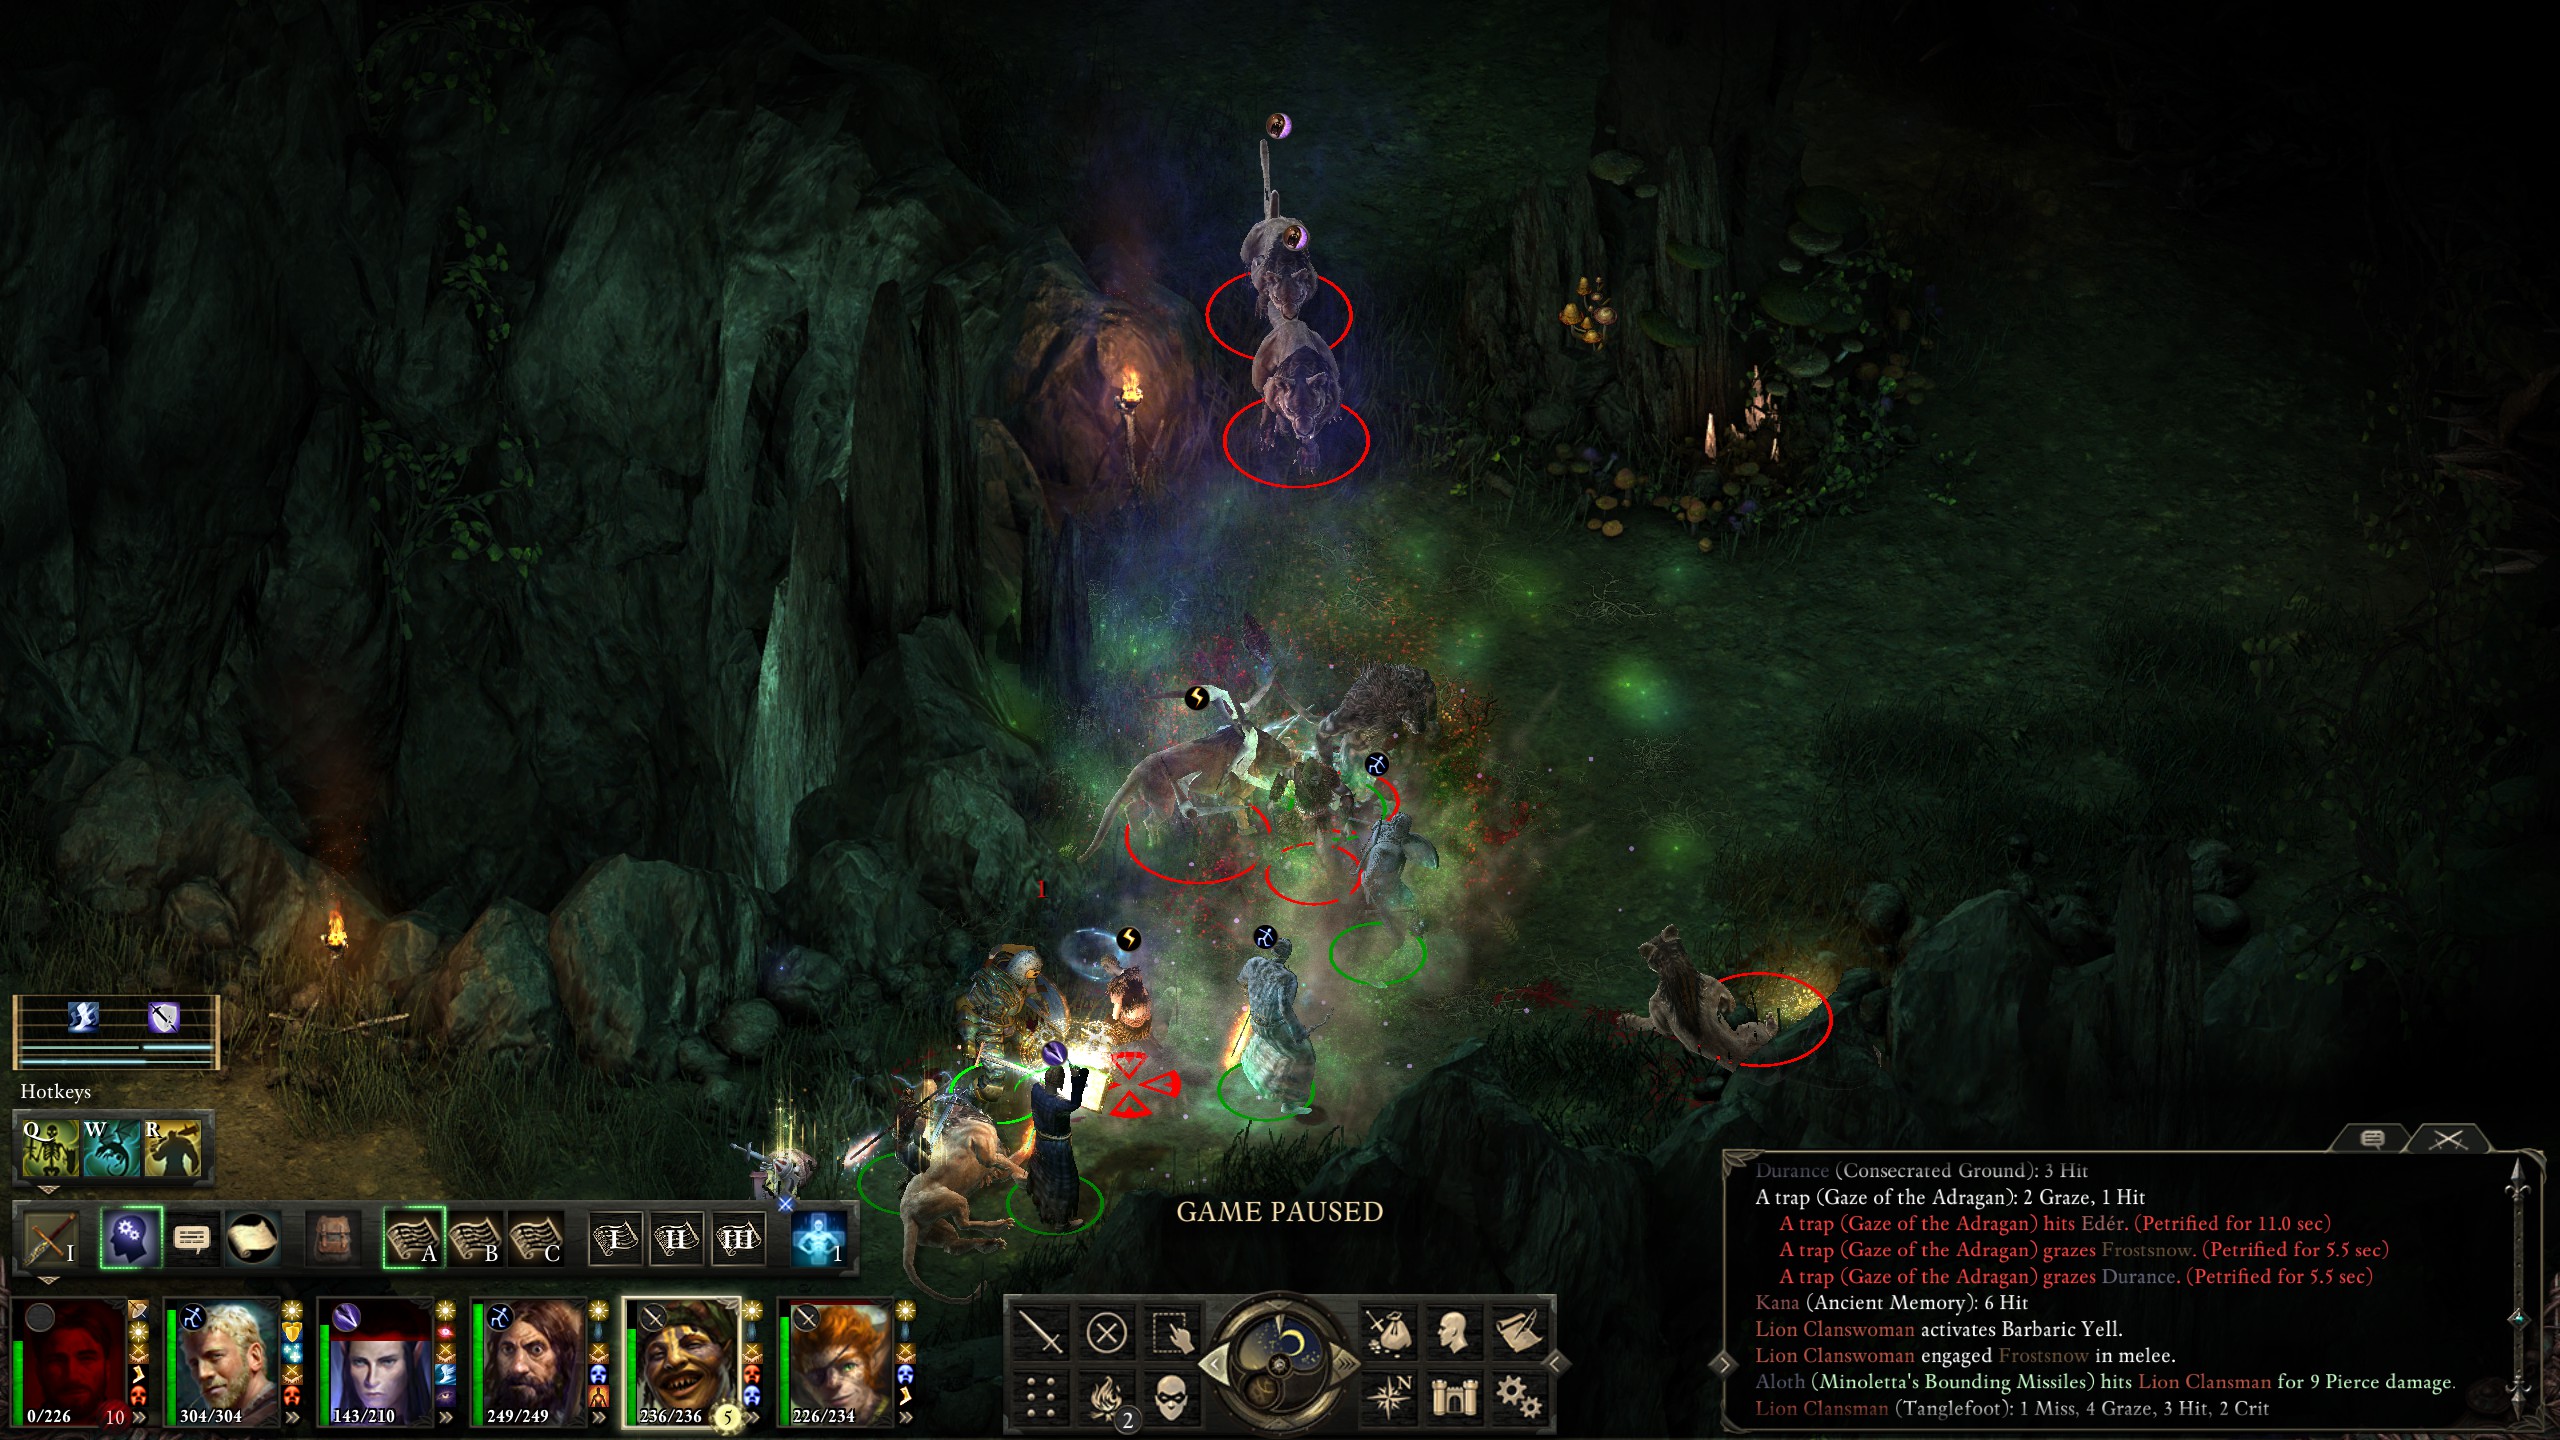 1
Hotkeys
Q W R
I A B C I II III 1
GAME PAUSED
0/226 10
304/304
143/210
249/249
236/236 5
226/234
2
N
Durance (Consecrated Ground): 3 Hit
A trap (Gaze of the Adragan): 2 Graze, 1 Hit
A trap (Gaze of the Adragan) hits Edér. (Petrified for 11.0 sec)
A trap (Gaze of the Adragan) grazes Frostsnow. (Petrified for 5.5 sec)
A trap (Gaze of the Adragan) grazes Durance. (Petrified for 5.5 sec)
Kana (Ancient Memory): 6 Hit
Lion Clanswoman activates Barbaric Yell.
Lion Clanswoman engaged Frostsnow in melee.
Aloth (Minoletta's Bounding Missiles) hits Lion Clansman for 9 Pierce damage.
Lion Clansman (Tanglefoot): 1 Miss, 4 Graze, 3 Hit, 2 Crit